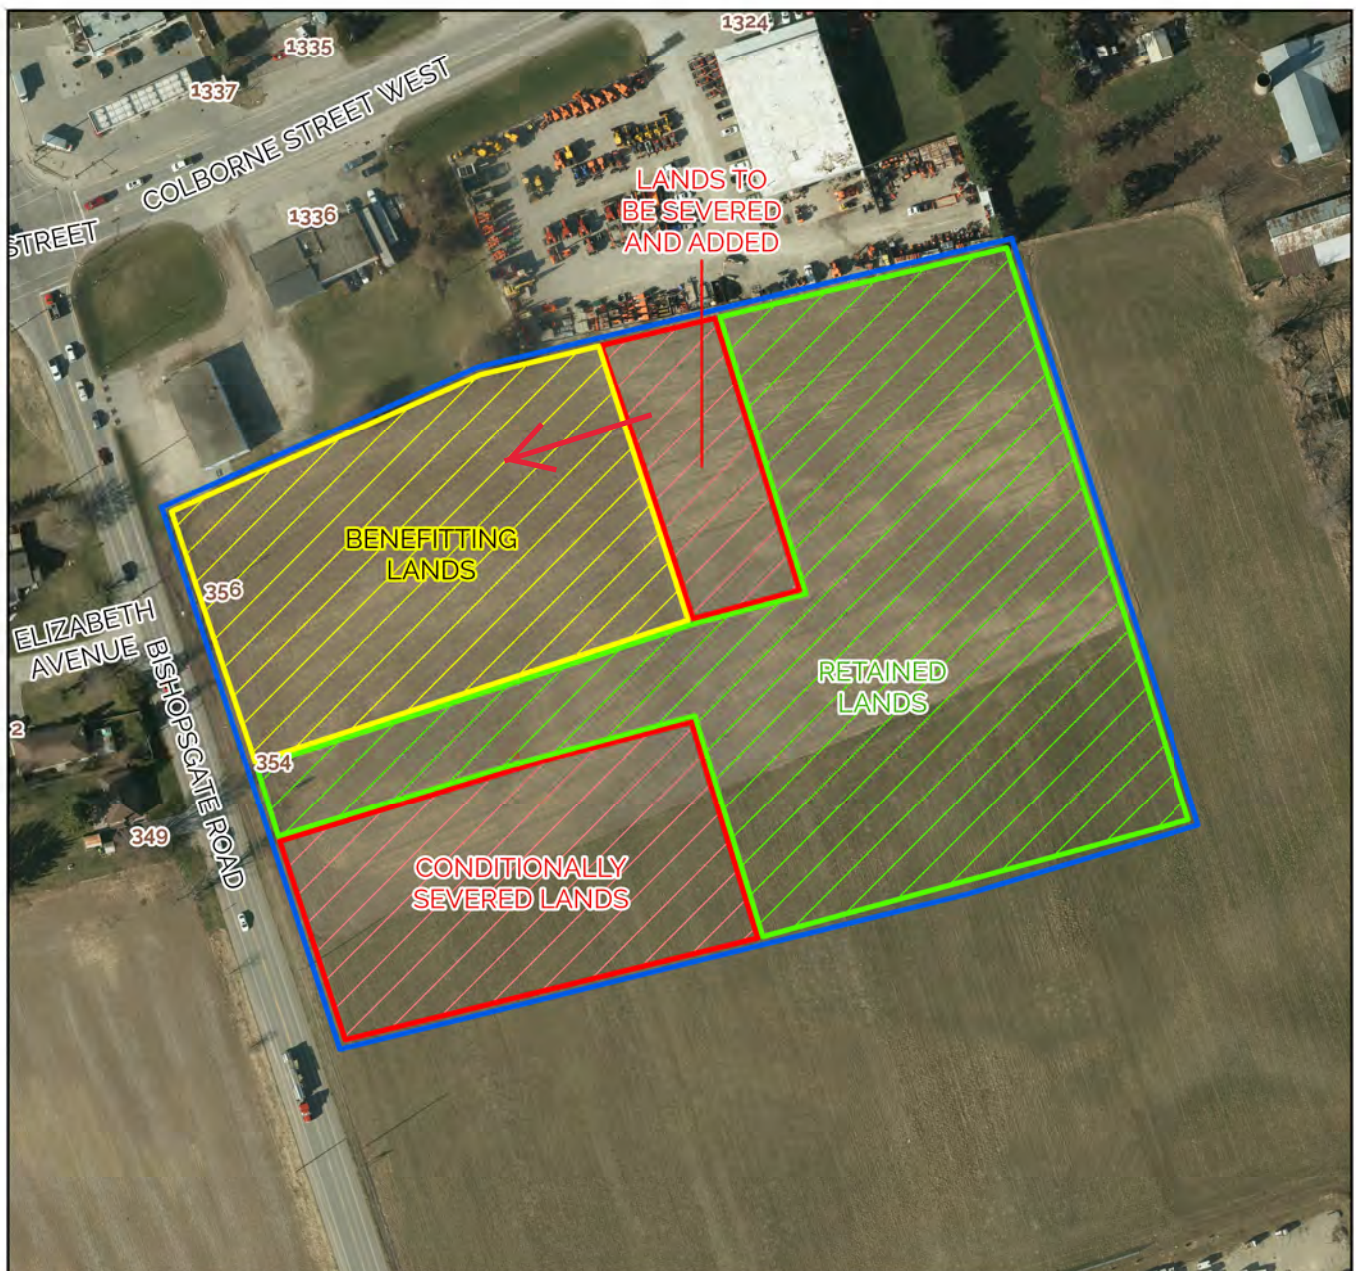 1324
1335
1337
COLBORNE STREET WEST
1336
STREET
LANDS TO
BE SEVERED
AND ADDED
BENEFITTING
LANDS
356
ELIZABETH
AVENUE
BISHOPSGATE ROAD
RETAINED
LANDS
2
354
349
CONDITIONALLY
SEVERED LANDS